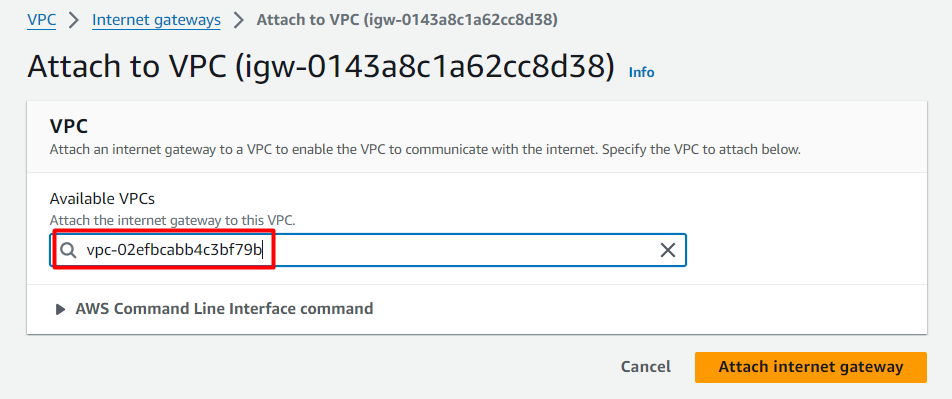 VPC > Internet gateways > Attach to VPC (igw-0143a8c1a62cc8d38)
Attach to VPC (igw-0143a8c1a62cc8d38) Info
VPC
Attach an internet gateway to a VPC to enable the VPC to communicate with the internet. Specify the VPC to attach below.
Available VPCs
Attach the internet gateway to this VPC.
vpc-02efbcabb4c3bf79b
AWS Command Line Interface command
Cancel Attach internet gateway